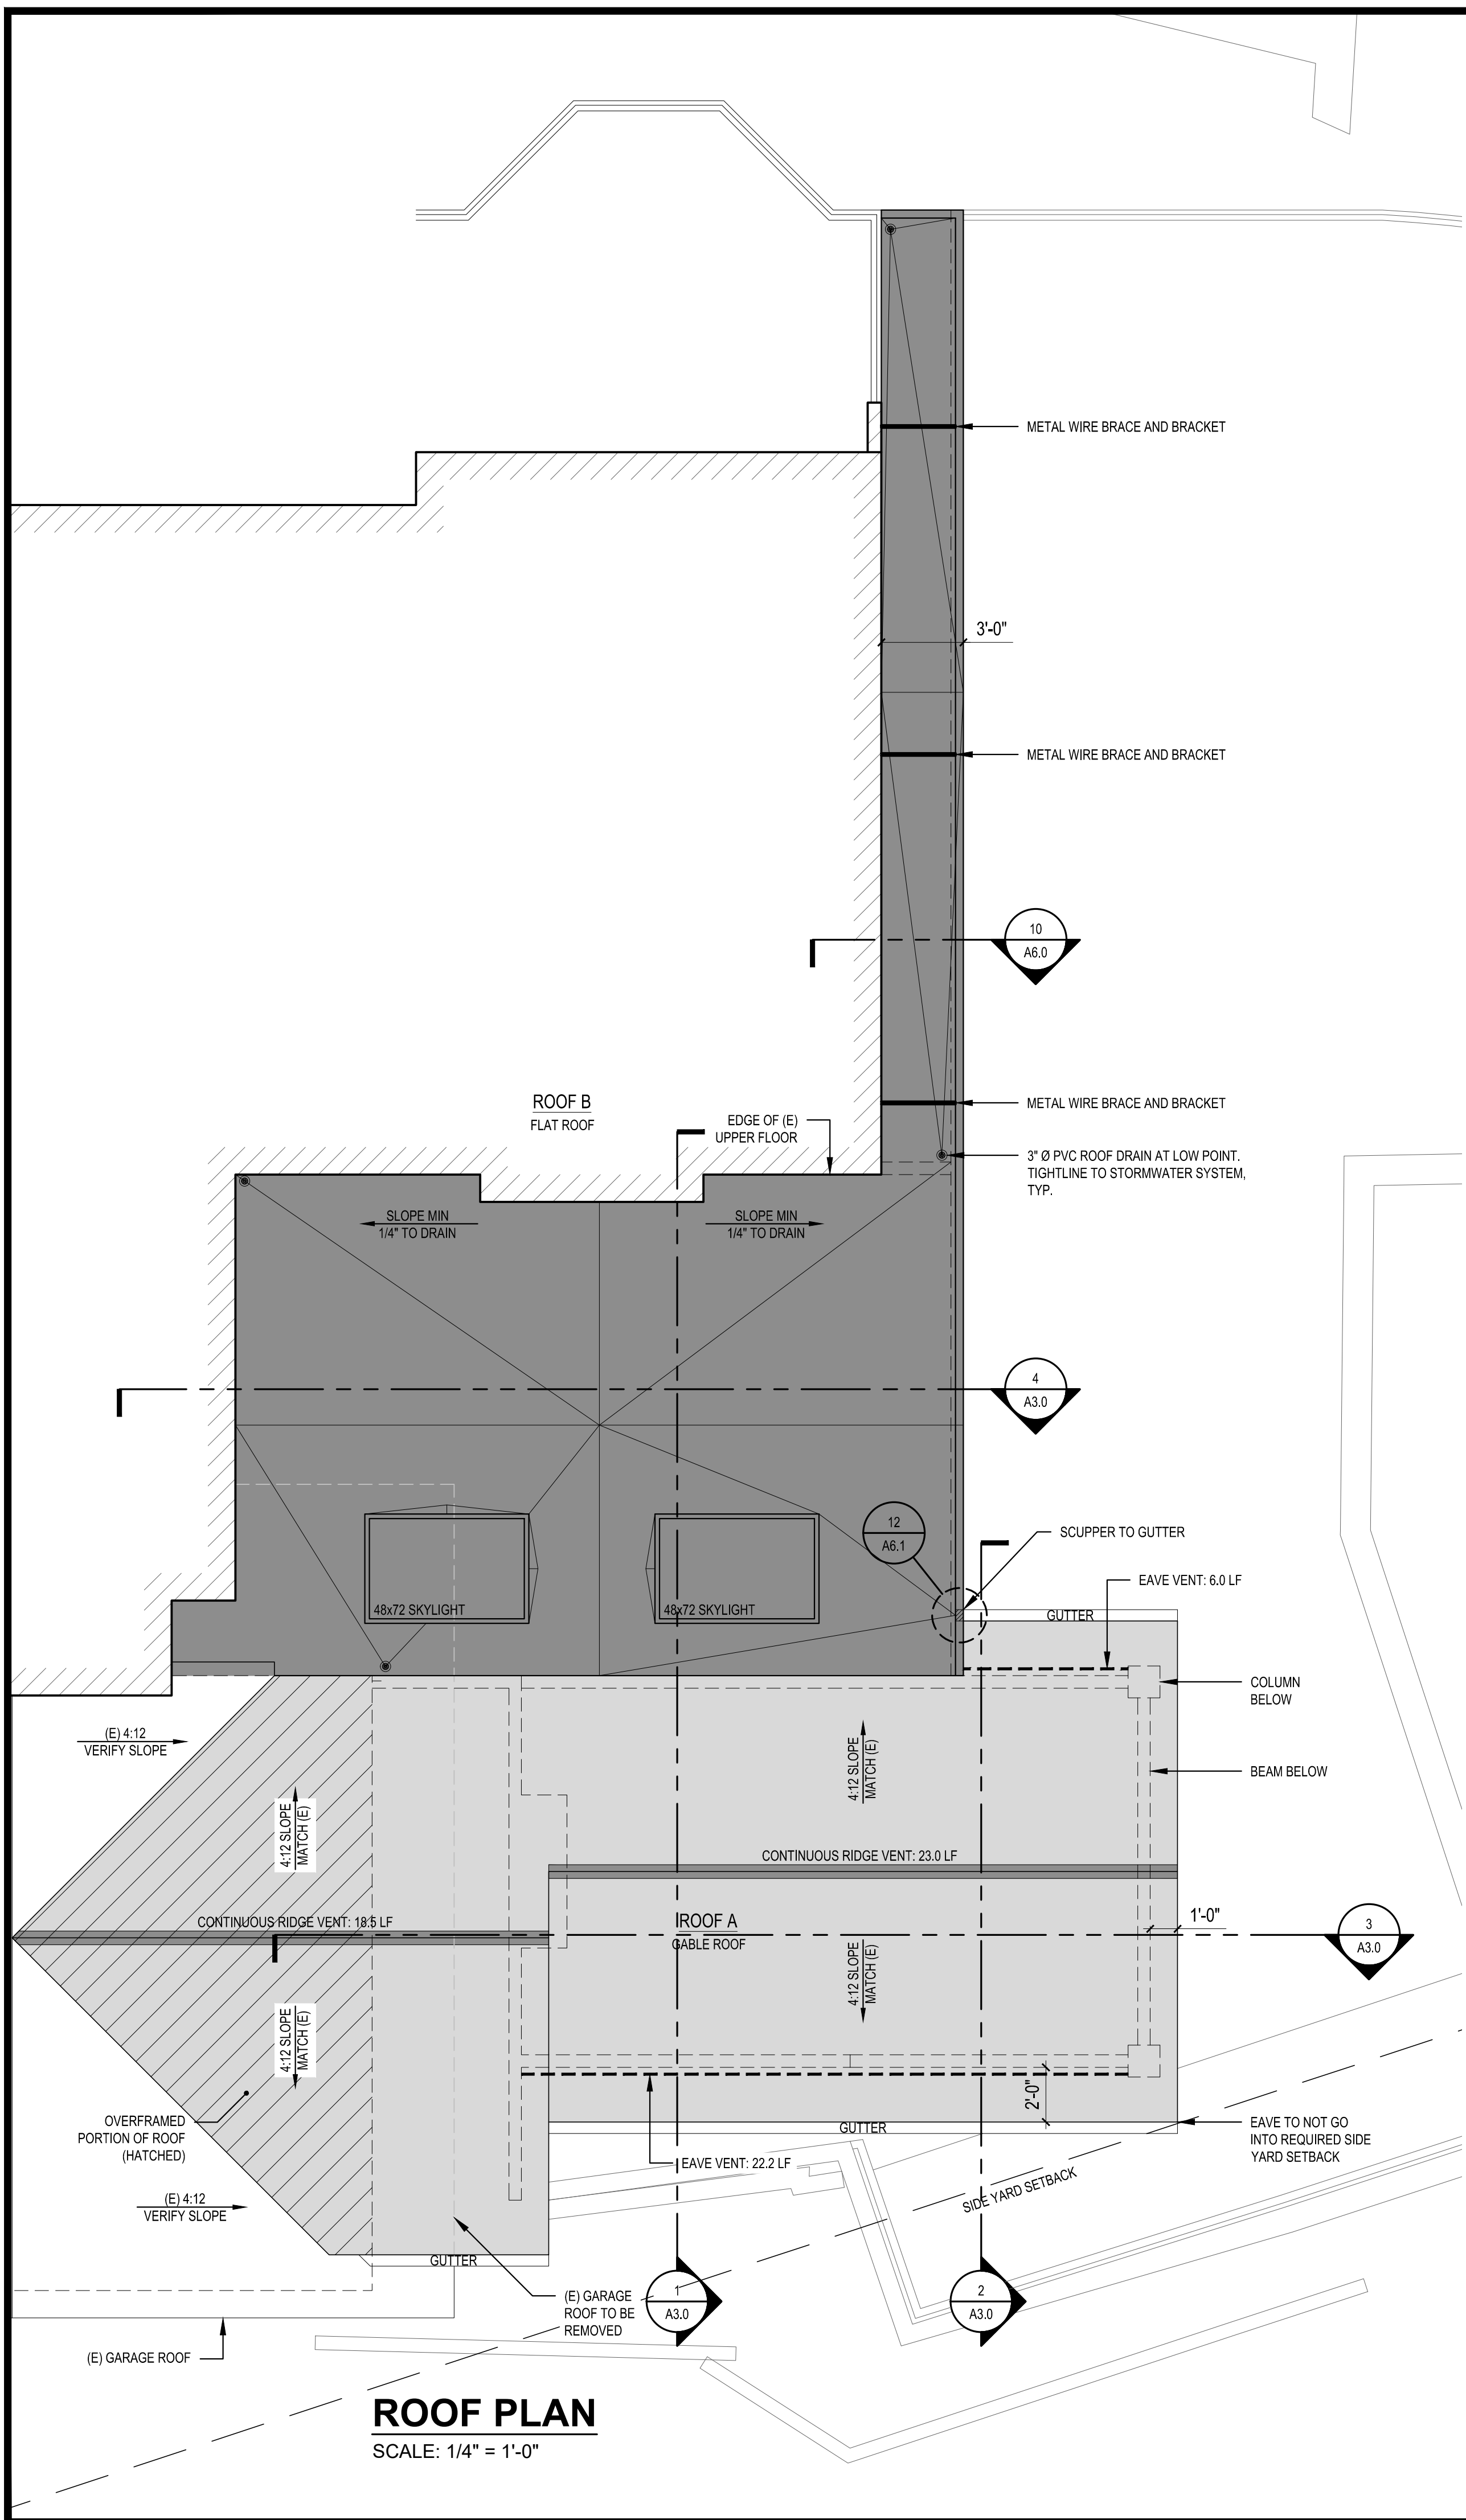 METAL WIRE BRACE AND BRACKET
3'-0"
METAL WIRE BRACE AND BRACKET
10
A6.0
ROOF B
FLAT ROOF
EDGE OF (E)
UPPER FLOOR
METAL WIRE BRACE AND BRACKET
3" Ø PVC ROOF DRAIN AT LOW POINT.
TIGHTLINE TO STORMWATER SYSTEM,
TYP.
SLOPE MIN
1/4" TO DRAIN
SLOPE MIN
1/4" TO DRAIN
4
A3.0
12
A6.1
SCUPPER TO GUTTER
EAVE VENT: 6.0 LF
48x72 SKYLIGHT
48x72 SKYLIGHT
GUTTER
COLUMN
BELOW
(E) 4:12
VERIFY SLOPE
4:12 SLOPE
MATCH (E)
4:12 SLOPE
MATCH (E)
BEAM BELOW
CONTINUOUS RIDGE VENT: 23.0 LF
CONTINUOUS RIDGE VENT: 18.5 LF
ROOF A
GABLE ROOF
1'-0"
3
A3.0
4:12 SLOPE
MATCH (E)
4:12 SLOPE
MATCH (E)
2'-0"
OVERFRAMED
PORTION OF ROOF
(HATCHED)
GUTTER
EAVE TO NOT GO
INTO REQUIRED SIDE
YARD SETBACK
EAVE VENT: 22.2 LF
SIDE YARD SETBACK
(E) 4:12
VERIFY SLOPE
GUTTER
(E) GARAGE
ROOF TO BE
REMOVED
1
A3.0
2
A3.0
(E) GARAGE ROOF
ROOF PLAN
SCALE: 1/4" = 1'-0"